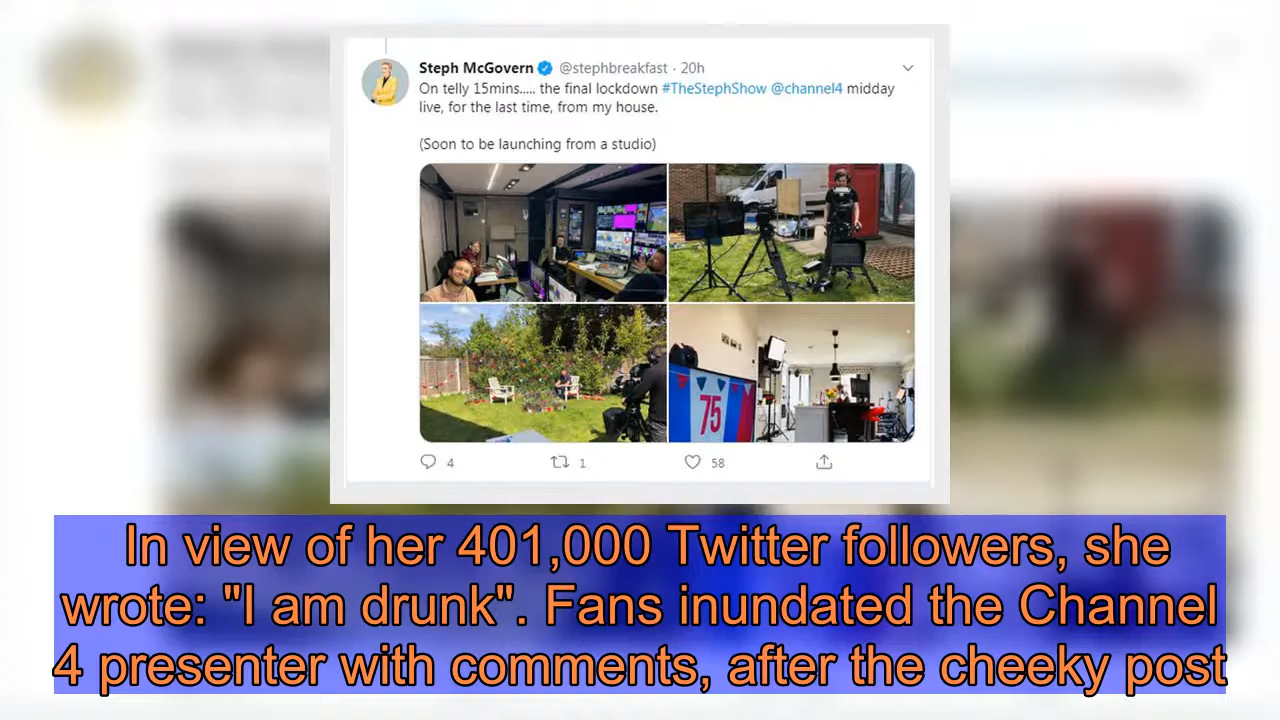 Steph McGovern @stephbreakfast · 20h
On telly 15mins..... the final lockdown #TheStephShow @channel4 midday
live, for the last time, from my house.
(Soon to be launching from a studio)
75
4 1 58
In view of her 401,000 Twitter followers, she
wrote: "I am drunk". Fans inundated the Channel
4 presenter with comments, after the cheeky post